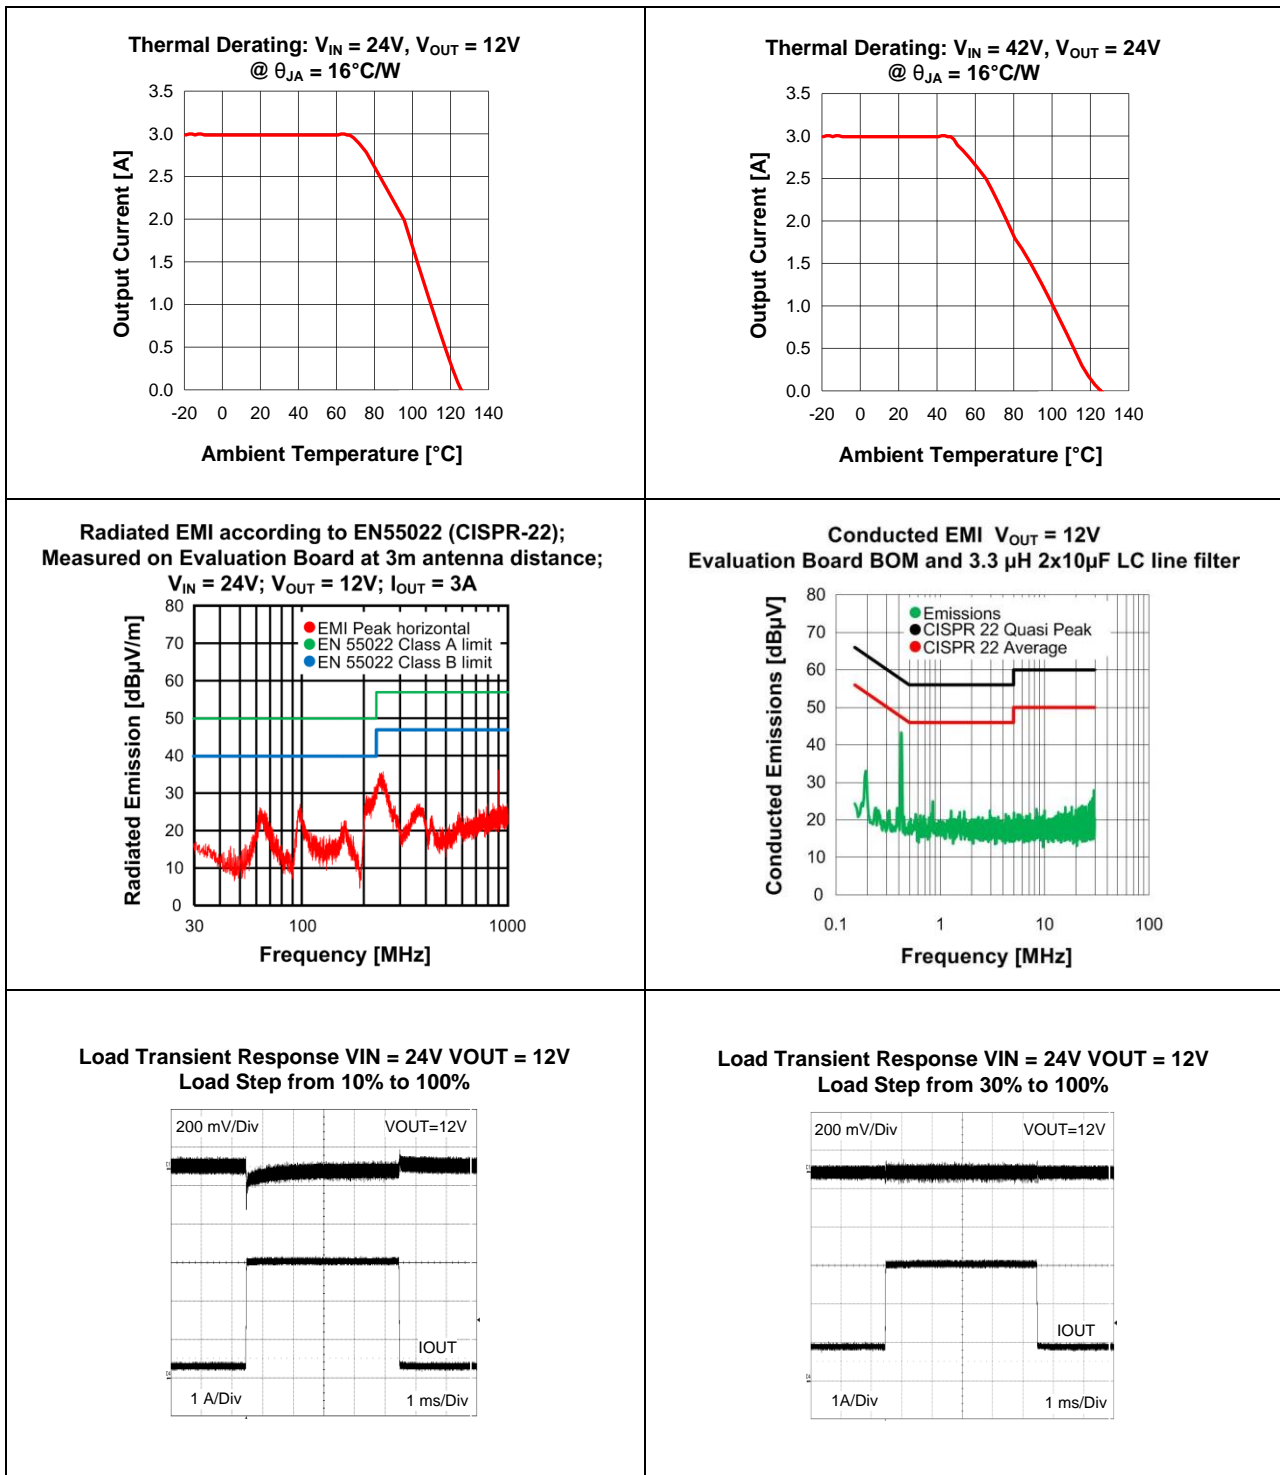 Thermal Derating: VIN = 24V, VOUT = 12V
@ θJA = 16°C/W
Output Current [A]
3.5
3.0
2.5
2.0
1.5
1.0
0.5
0.0
-20 0 20 40 60 80 100 120 140
Ambient Temperature [°C]
Thermal Derating: VIN = 42V, VOUT = 24V
@ θJA = 16°C/W
Output Current [A]
3.5
3.0
2.5
2.0
1.5
1.0
0.5
0.0
-20 0 20 40 60 80 100 120 140
Ambient Temperature [°C]
Radiated EMI according to EN55022 (CISPR-22);
Measured on Evaluation Board at 3m antenna distance;
VIN = 24V; VOUT = 12V; IOUT = 3A
Radiated Emission [dBµV/m]
80
70
60
50
40
30
20
10
0
EMI Peak horizontal
EN 55022 Class A limit
EN 55022 Class B limit
30 100 1000
Frequency [MHz]
Conducted EMI VOUT = 12V
Evaluation Board BOM and 3.3 µH 2x10µF LC line filter
Conducted Emissions [dBµV]
80
70
60
50
40
30
20
10
0
Emissions
CISPR 22 Quasi Peak
CISPR 22 Average
0.1 1 10 100
Frequency [MHz]
Load Transient Response VIN = 24V VOUT = 12V
Load Step from 10% to 100%
200 mV/Div VOUT=12V
IOUT
1 A/Div 1 ms/Div
Load Transient Response VIN = 24V VOUT = 12V
Load Step from 30% to 100%
200 mV/Div VOUT=12V
IOUT
1A/Div 1 ms/Div